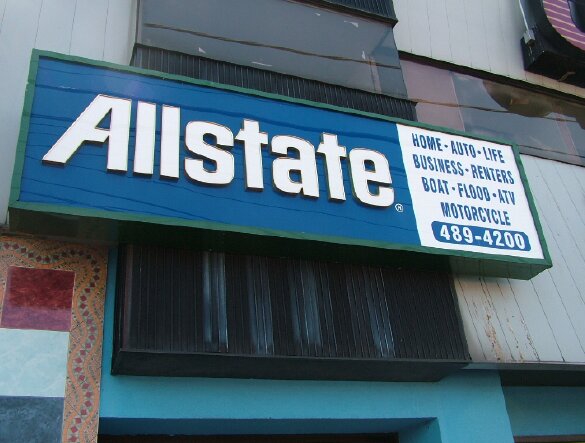 Allstate®
HOME • AUTO • LIFE
BUSINESS • RENTERS
BOAT • FLOOD • ATV
MOTORCYCLE
489-4200